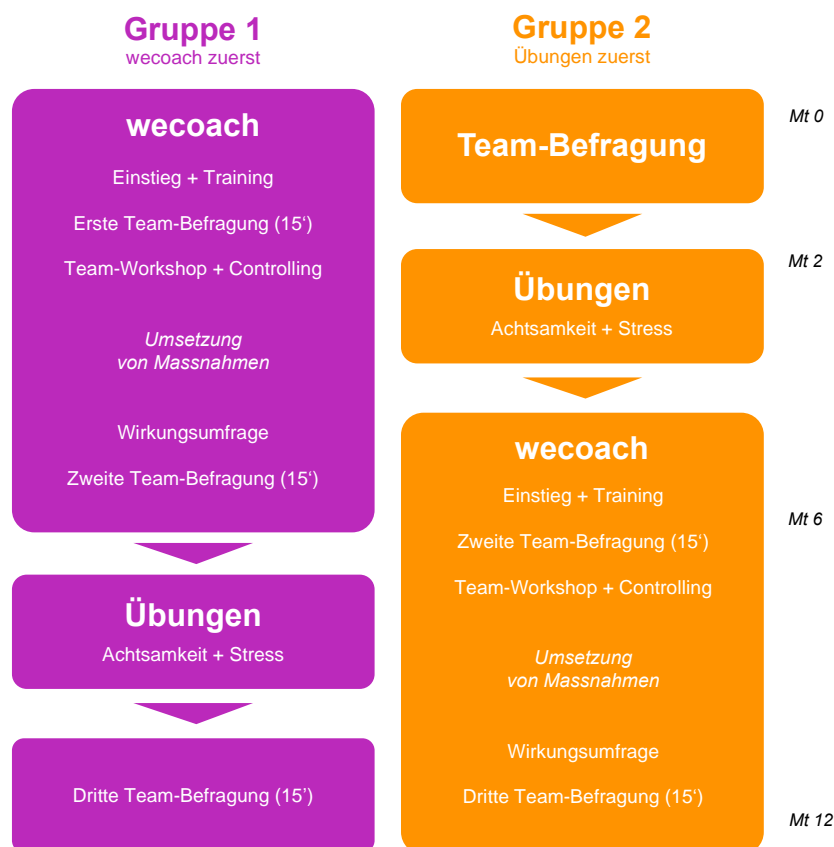 Gruppe 1
wecoach zuerst
wecoach
Einstieg + Training
Erste Team-Befragung (15‘)
Team-Workshop + Controlling
Umsetzung
von Massnahmen
Wirkungsumfrage
Zweite Team-Befragung (15‘)
Übungen
Achtsamkeit + Stress
Dritte Team-Befragung (15’)
Gruppe 2
Übungen zuerst
Team-Befragung
Übungen
Achtsamkeit + Stress
wecoach
Einstieg + Training
Zweite Team-Befragung (15‘)
Team-Workshop + Controlling
Umsetzung
von Massnahmen
Wirkungsumfrage
Dritte Team-Befragung (15‘)
Mt 0
Mt 2
Mt 6
Mt 12